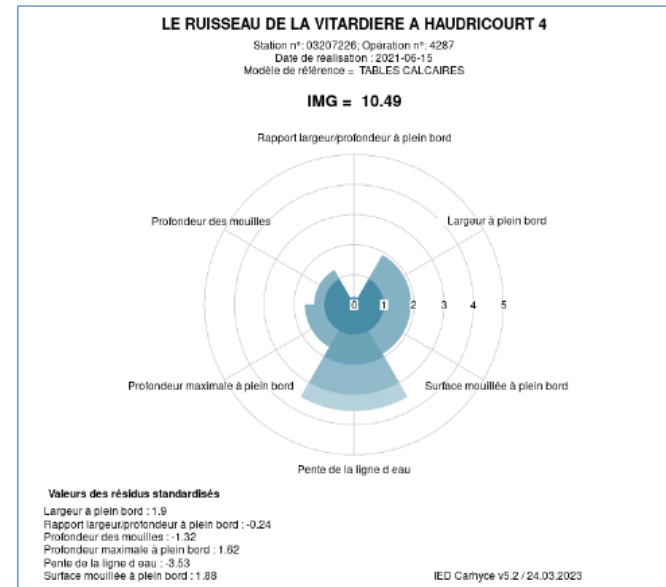 LE RUISSEAU DE LA VITARDIERE A HAUDRICOURT 4
Station n°: 03207226; Opération n°: 4287
Date de réalisation : 2021-06-15
Modèle de référence = TABLES CALCAIRES
IMG = 10.49
Rapport largeur/profondeur à plein bord
Profondeur des mouilles
Largeur à plein bord
0 1 2 3 4 5
Profondeur maximale à plein bord
Surface mouillée à plein bord
Pente de la ligne d eau
Valeurs des résidus standardisés
Largeur à plein bord : 1.9
Rapport largeur/profondeur à plein bord : -0.24
Profondeur des mouilles : -1.32
Profondeur maximale à plein bord : 1.62
Pente de la ligne d eau : -3.53
Surface mouillée à plein bord : 1.88
IED Carhyce v5.2 / 24.03.2023